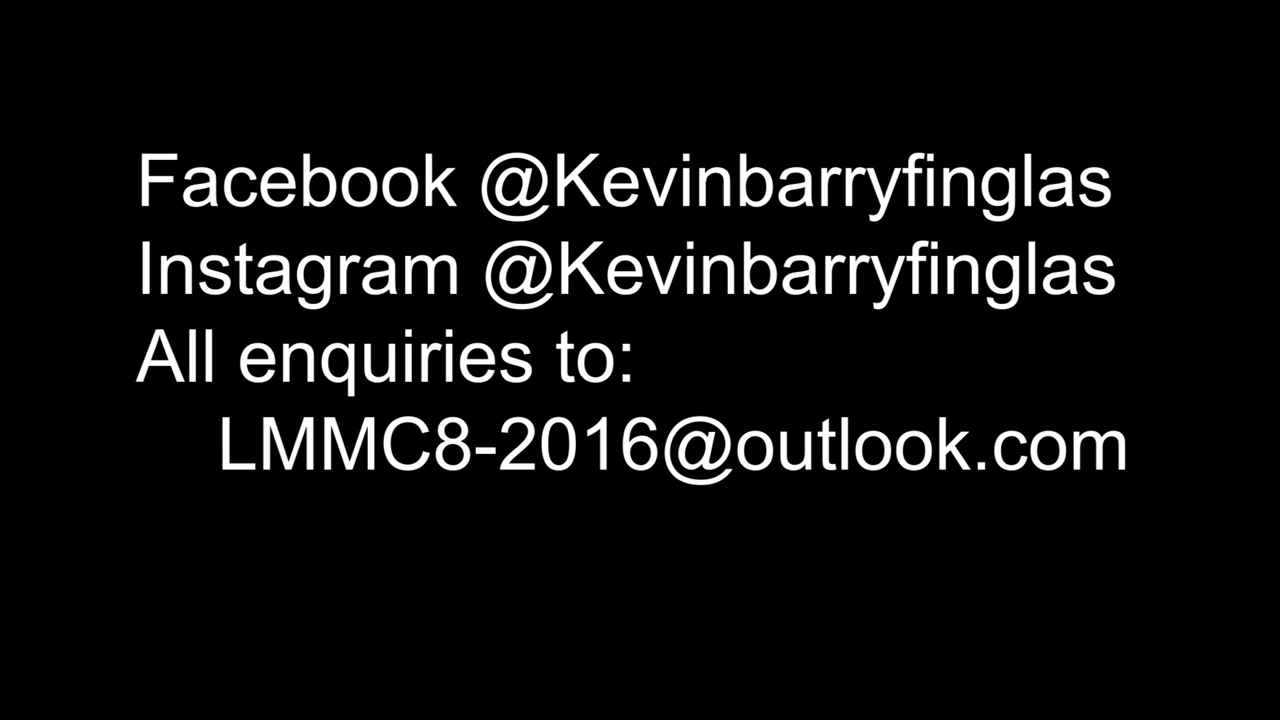 Facebook @Kevinbarryfinglas
Instagram @Kevinbarryfinglas
All enquiries to:
LMMC8-2016@outlook.com